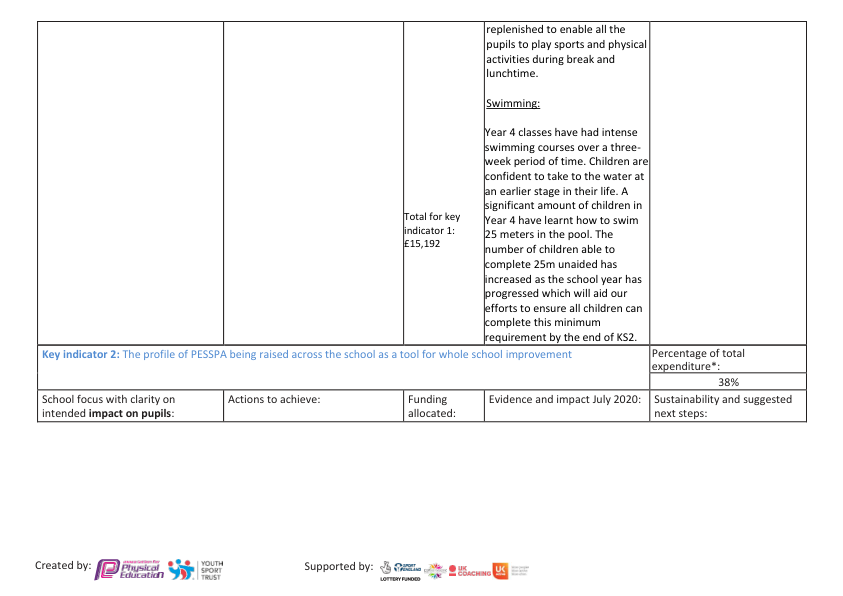 replenished to enable all the
pupils to play sports and physical
activities during break and
lunchtime.
Swimming:
Year 4 classes have had intense
swimming courses over a three-
week period of time. Children are
confident to take to the water at
an earlier stage in their life. A
significant amount of children in
Year 4 have learnt how to swim
25 meters in the pool. The
number of children able to
complete 25m unaided has
increased as the school year has
progressed which will aid our
efforts to ensure all children can
complete this minimum
requirement by the end of KS2.
Total for key
indicator 1:
£15,192
Key indicator 2: The profile of PESSPA being raised across the school as a tool for whole school improvement
Percentage of total
expenditure*:
38%
School focus with clarity on
intended impact on pupils:
Actions to achieve:
Funding
allocated:
Evidence and impact July 2020:
Sustainability and suggested
next steps:
Created by:
Physical
Education
YOUTH
SPORT
TRUST
Supported by:
SPORT
ENGLAND
LOTTERY FUNDED
UK
COACHING